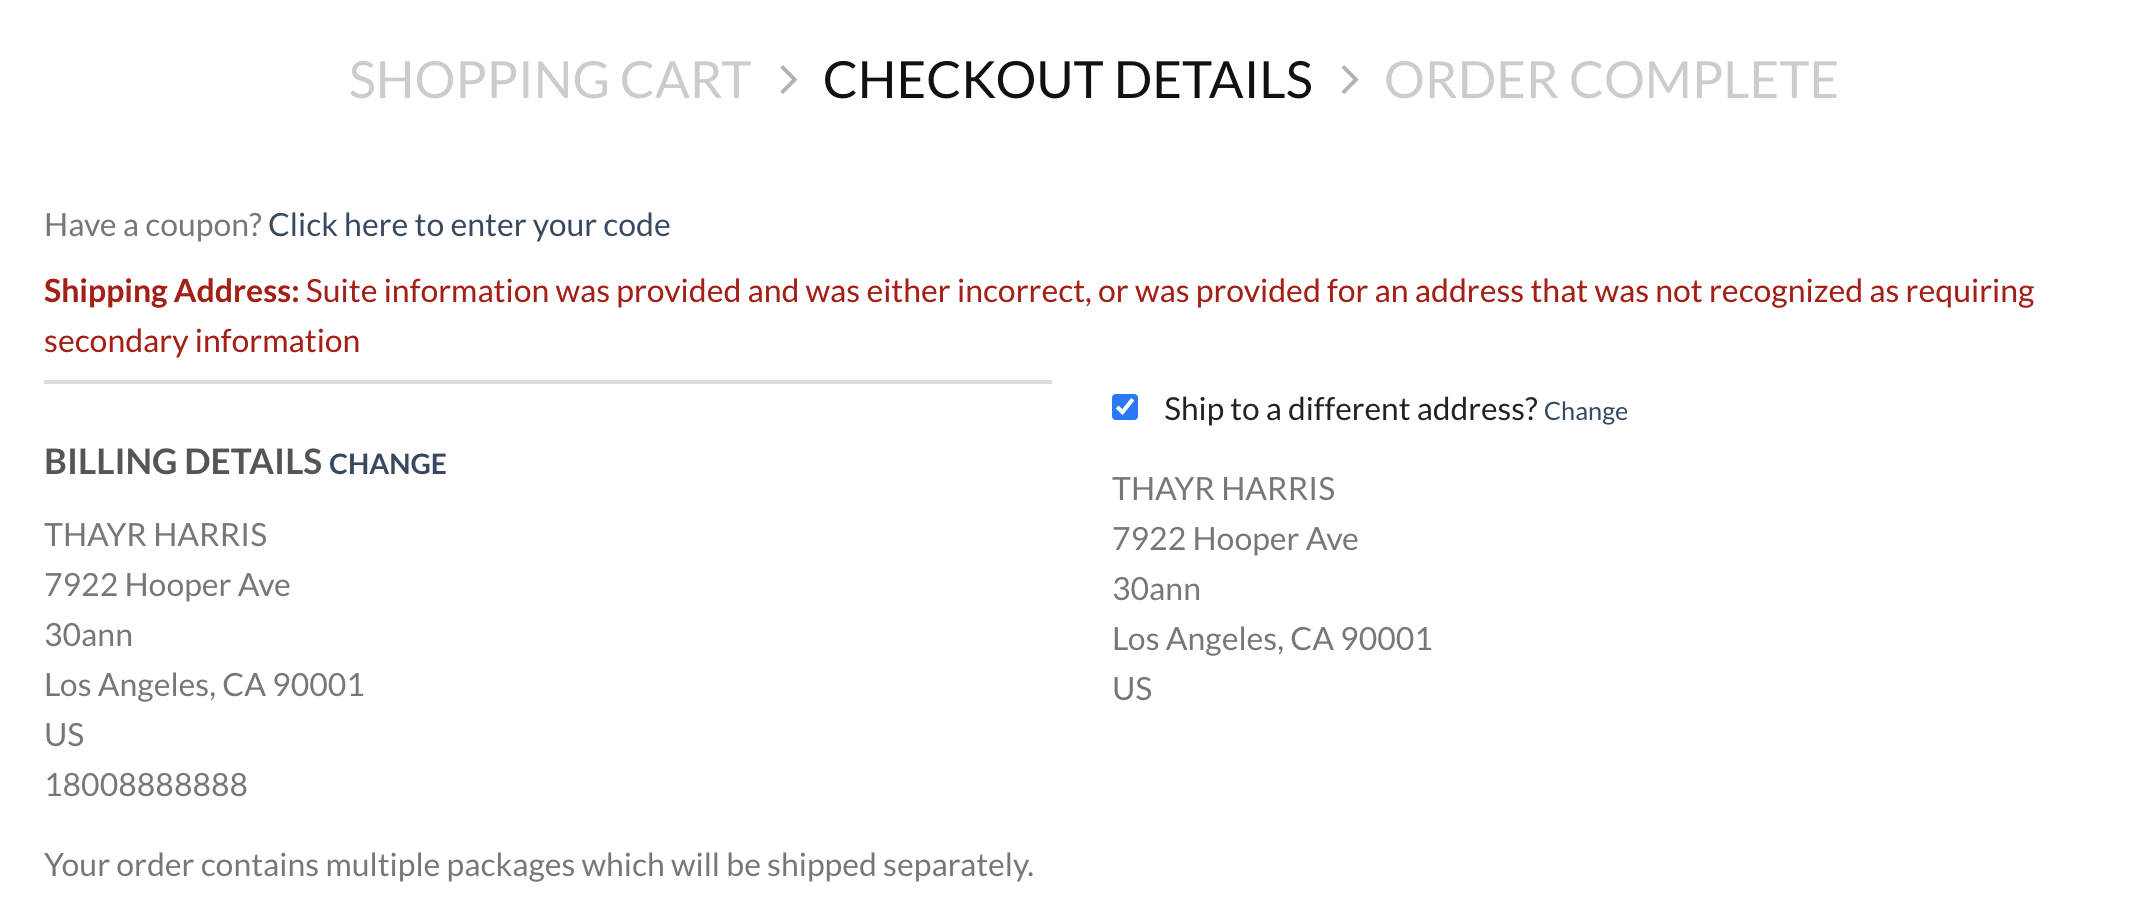 SHOPPING CART > CHECKOUT DETAILS > ORDER COMPLETE
Have a coupon? Click here to enter your code
Shipping Address: Suite information was provided and was either incorrect, or was provided for an address that was not recognized as requiring
secondary information
BILLING DETAILS CHANGE
THAYR HARRIS
7922 Hooper Ave
30ann
Los Angeles, CA 90001
US
18008888888
Your order contains multiple packages which will be shipped separately.
Ship to a different address? Change
THAYR HARRIS
7922 Hooper Ave
30ann
Los Angeles, CA 90001
US